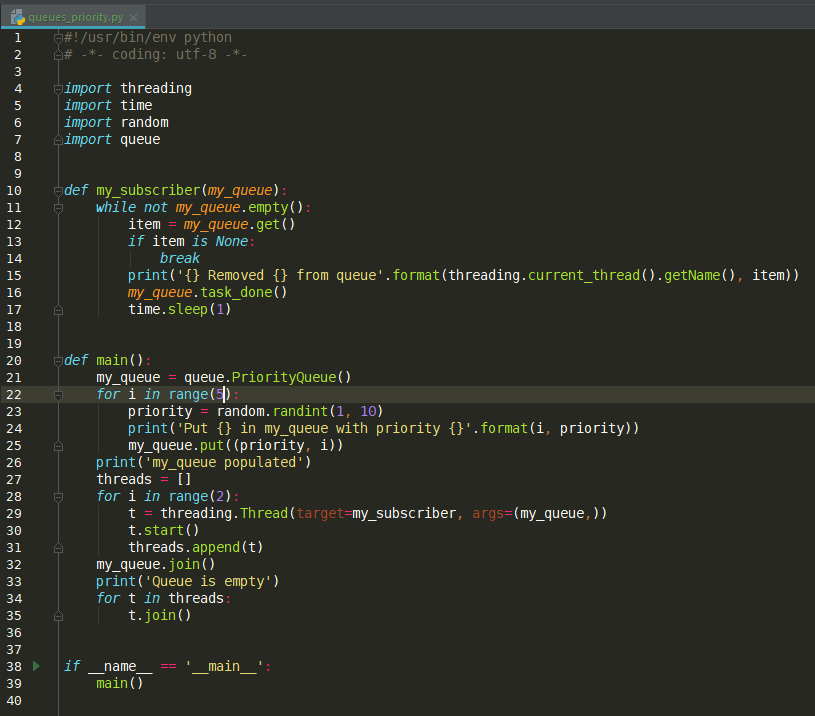 queues_priority.py
1 #!/usr/bin/env python
2 # -*- coding: utf-8 -*-
3
4 import threading
5 import time
6 import random
7 import queue
8
9
10 def my_subscriber(my_queue):
11     while not my_queue.empty():
12         item = my_queue.get()
13         if item is None:
14             break
15         print('{} Removed {} from queue'.format(threading.current_thread().getName(), item))
16         my_queue.task_done()
17         time.sleep(1)
18
19
20 def main():
21     my_queue = queue.PriorityQueue()
22     for i in range(5):
23         priority = random.randint(1, 10)
24         print('Put {} in my_queue with priority {}'.format(i, priority))
25         my_queue.put((priority, i))
26     print('my_queue populated')
27     threads = []
28     for i in range(2):
29         t = threading.Thread(target=my_subscriber, args=(my_queue,))
30         t.start()
31         threads.append(t)
32     my_queue.join()
33     print('Queue is empty')
34     for t in threads:
35         t.join()
36
37
38 if __name__ == '__main__':
39     main()
40